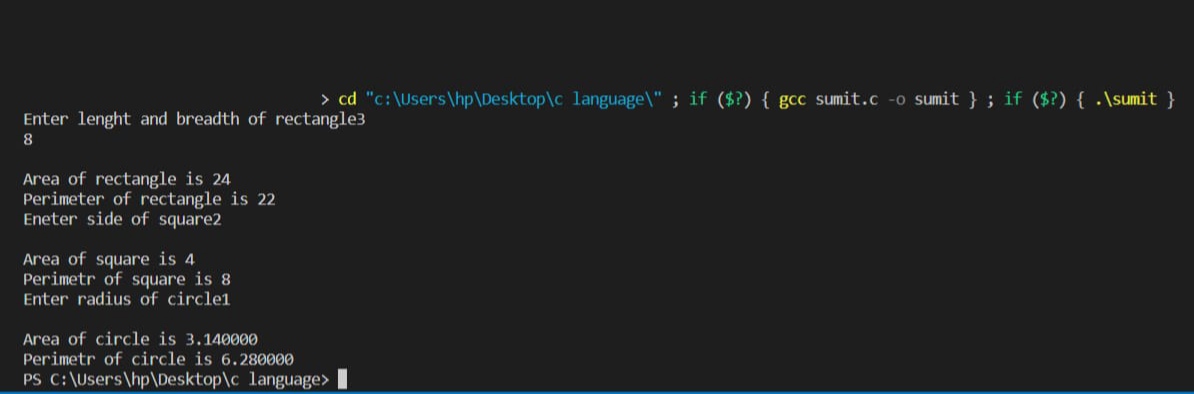 > cd "c:\Users\hp\Desktop\c language\" ; if ($?) { gcc sumit.c -o sumit } ; if ($?) { .\sumit }
Enter lenght and breadth of rectangle3
8
Area of rectangle is 24
Perimeter of rectangle is 22
Eneter side of square2
Area of square is 4
Perimetr of square is 8
Enter radius of circle1
Area of circle is 3.140000
Perimetr of circle is 6.280000
PS C:\Users\hp\Desktop\c language>